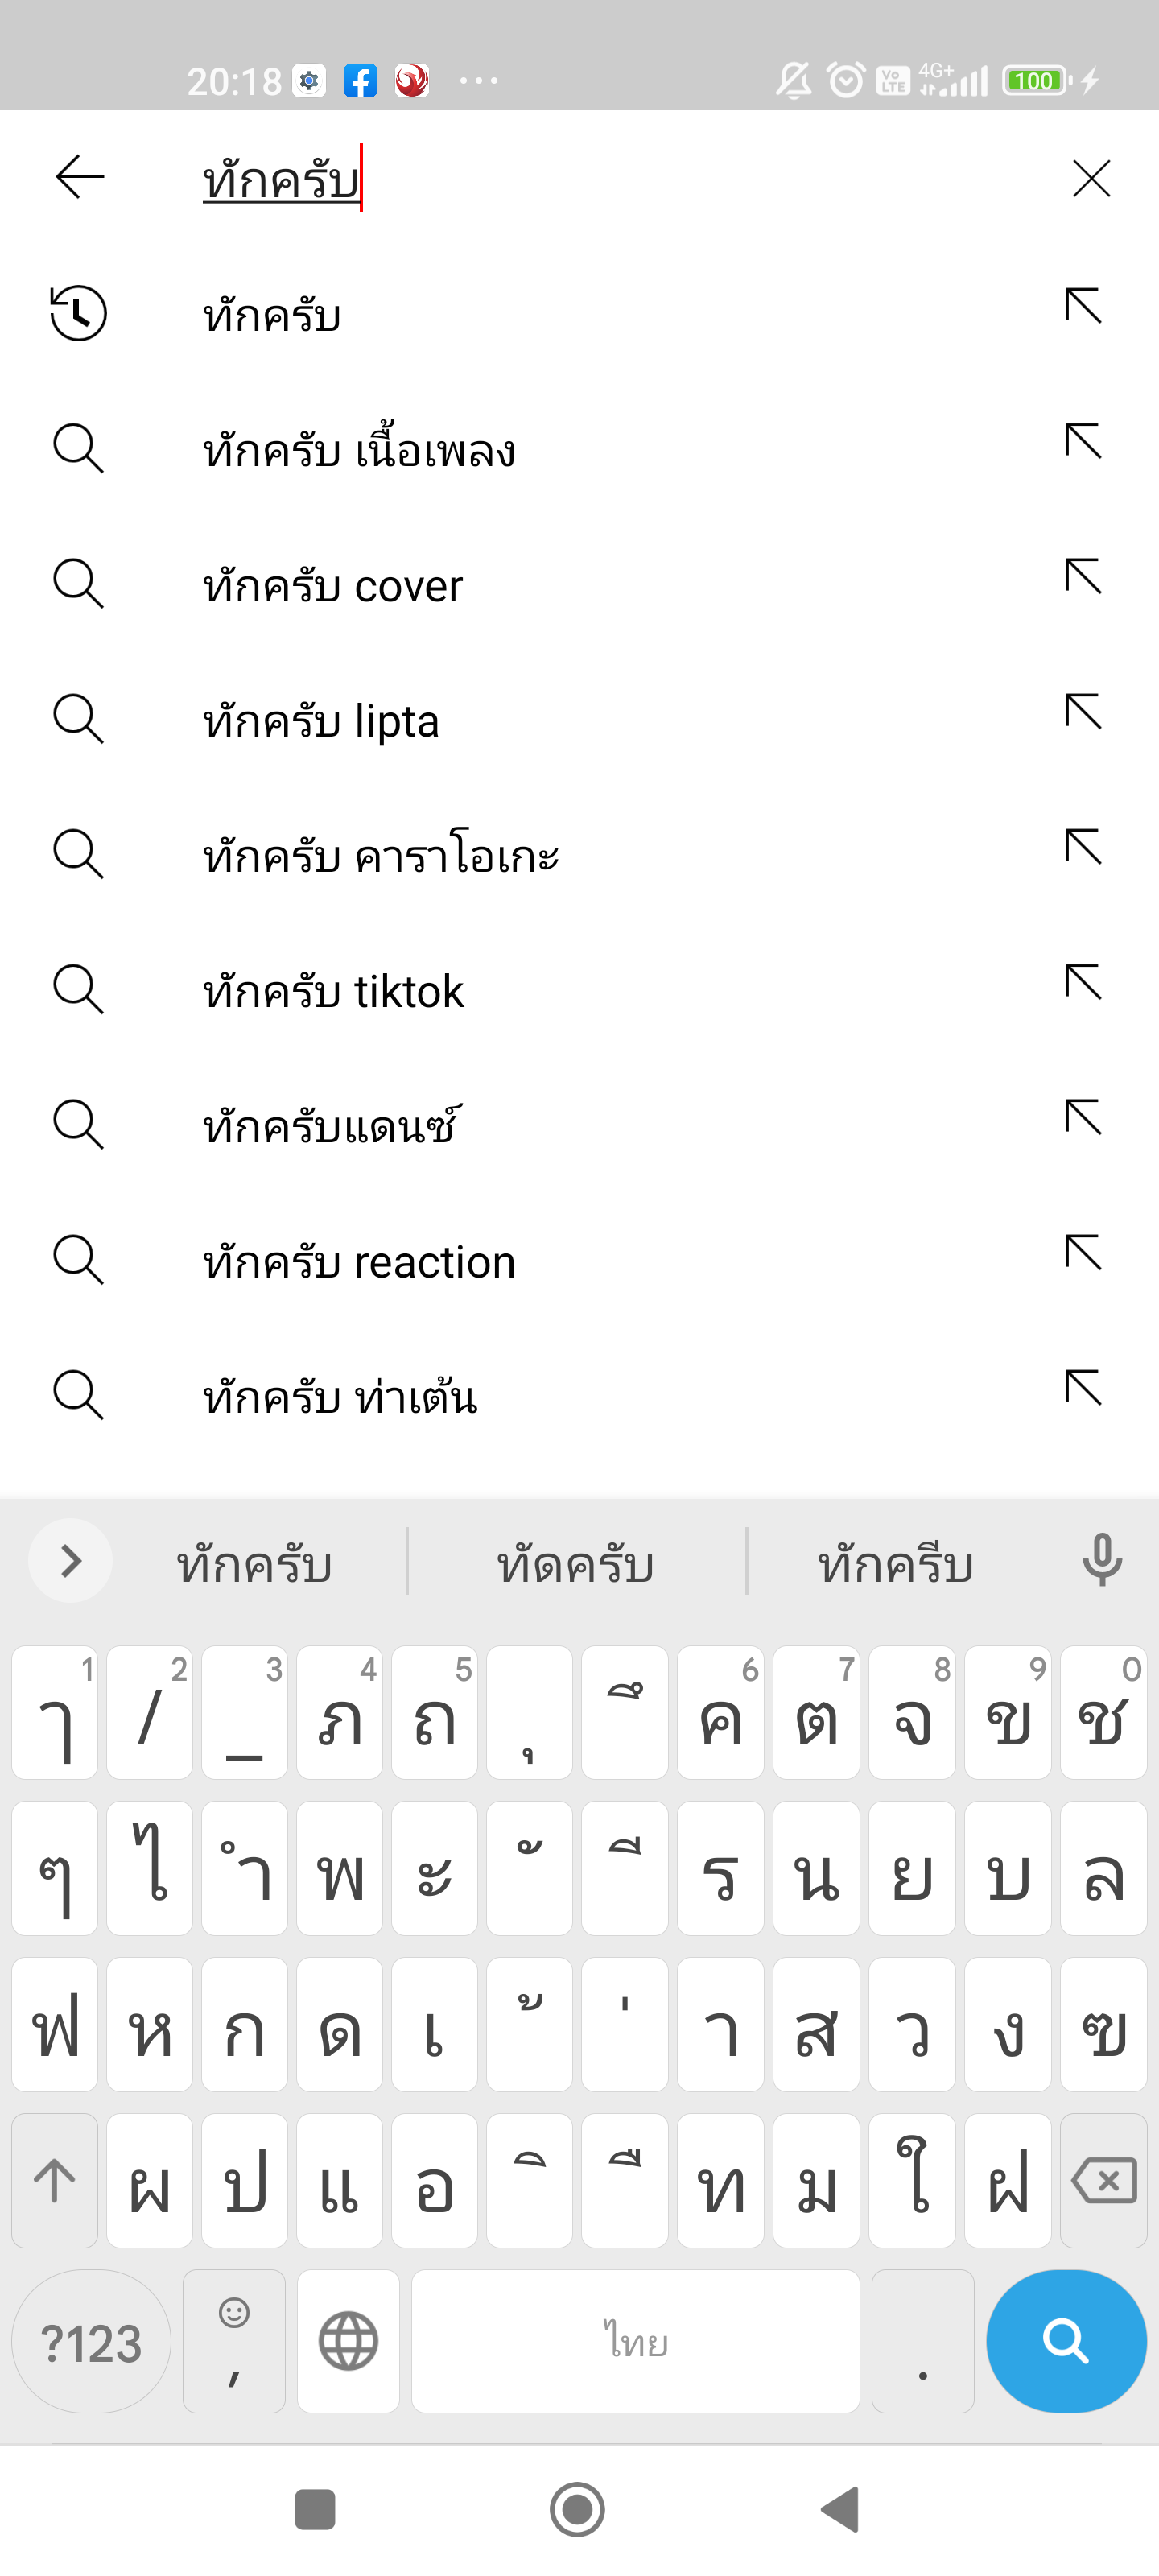 20:18 ... Vo LTE 4G+ 100
ทักครับ
ทักครับ
ทักครับ เนื้อเพลง
ทักครับ cover
ทักครับ lipta
ทักครับ คาราโอเกะ
ทักครับ tiktok
ทักครับแดนซ์
ทักครับ reaction
ทักครับ ท่าเต้น
ทักครับ ทัดครับ ทักครีบ
ๅ 1 / 2 _ 3 ภ 4 ถ 5 ุ ึ ค 6 ต 7 จ 8 ข 9 ช 0
ๆ ไ ำ พ ะ ั ี ร น ย บ ล
ฟ ห ก ด เ ้ ่ า ส ว ง ฃ
ผ ป แ อ ิ ื ท ม ใ ฝ
?123 , ไทย .